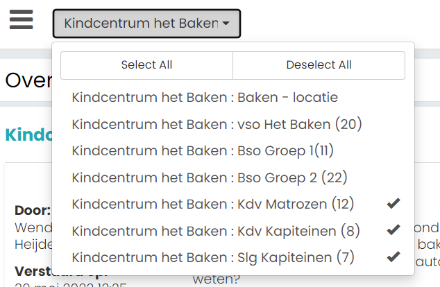 Kindcentrum het Baken
Select All
Deselect All
Over
Kindcentrum het Baken : Baken - locatie
Kindcentrum het Baken : vso Het Baken (20)
Kindc
Kindcentrum het Baken : Bso Groep 1(11)
Kindcentrum het Baken : Bso Groep 2 (22)
Kindcentrum het Baken : Kdv Matrozen (12)
Door:
Wend
Kindcentrum het Baken : Kdv Kapiteinen (8)
ond
Heijde
bak
Kindcentrum het Baken : Slg Kapiteinen (7)
auto
weten?